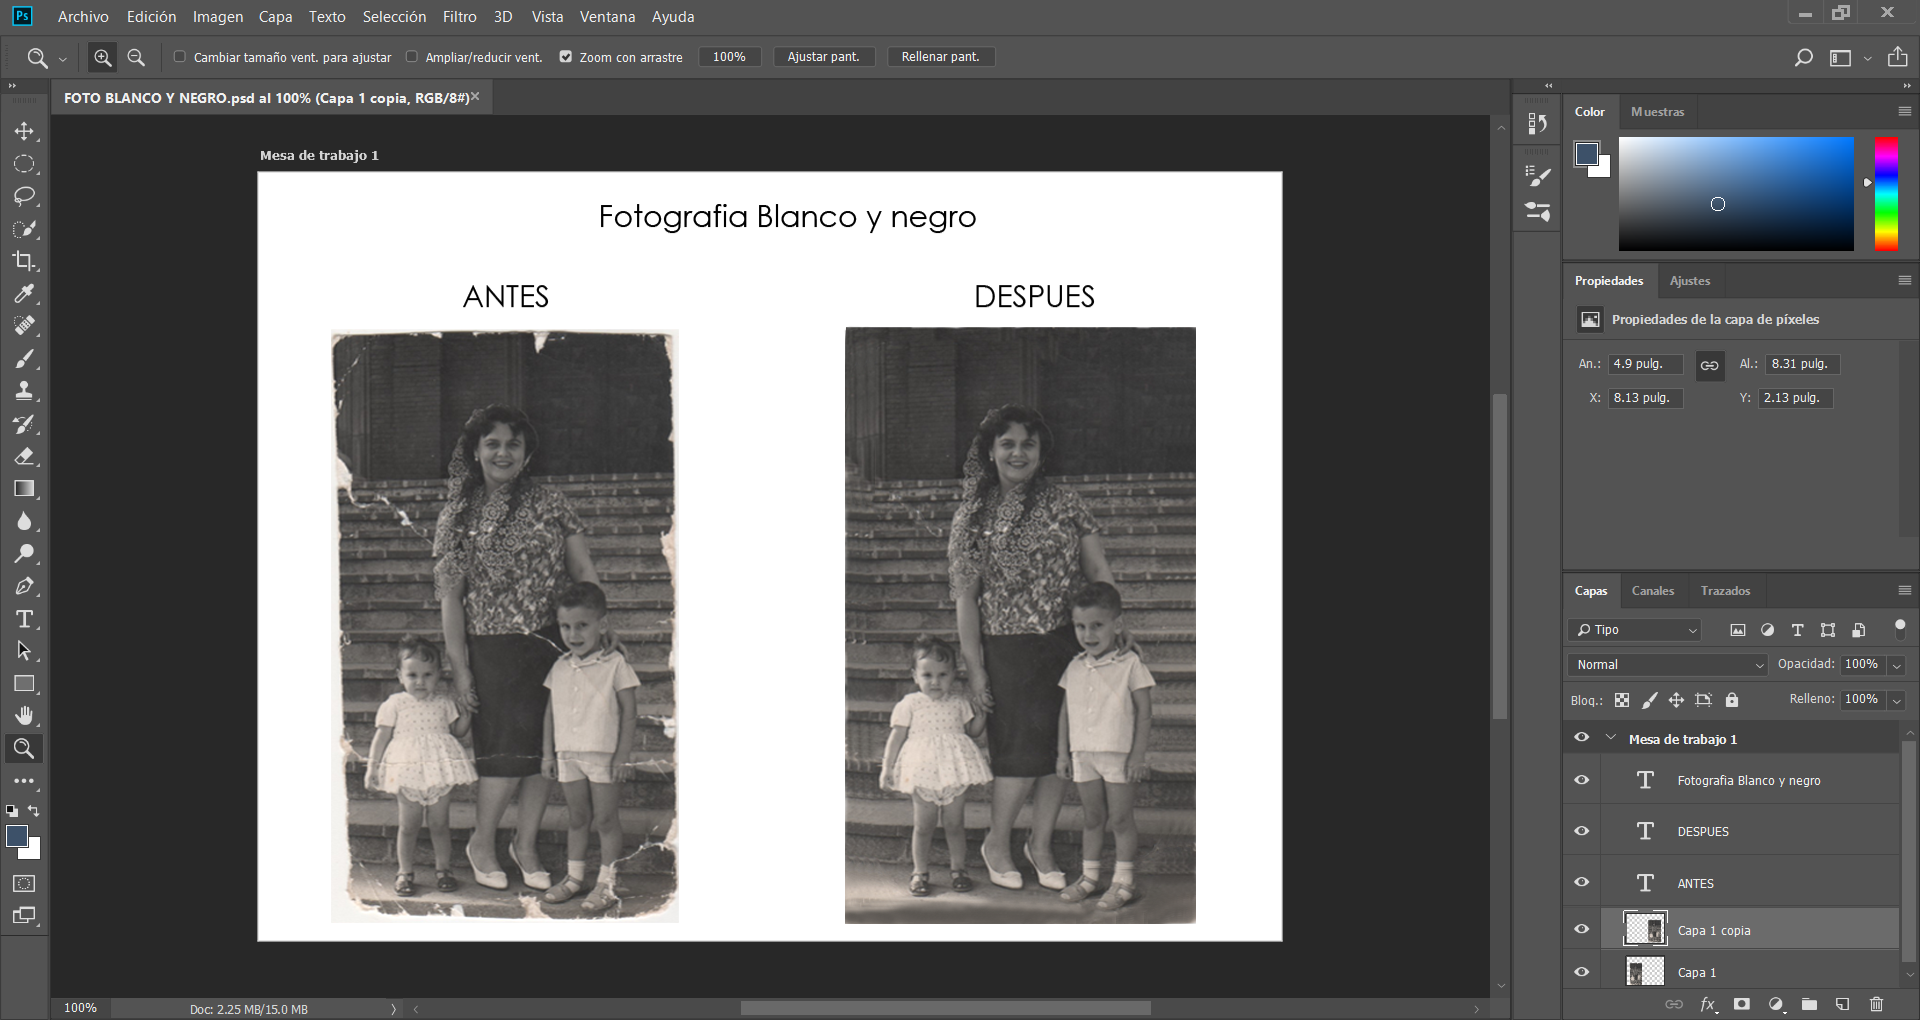 Ps Archivo Edición Imagen Capa Texto Selección Filtro 3D Vista Ventana Ayuda
Cambiar tamaño vent. para ajustar Ampliar/reducir vent. Zoom con arrastre 100% Ajustar pant. Rellenar pant.
FOTO BLANCO Y NEGRO.psd al 100% (Capa 1 copia, RGB/8#)
Mesa de trabajo 1
Fotografia Blanco y negro
ANTES
DESPUES
100% Doc: 2.25 MB/15.0 MB
Color Muestras
Propiedades Ajustes
Propiedades de la capa de píxeles
An.: 4.9 pulg. Al.: 8.31 pulg.
X: 8.13 pulg. Y: 2.13 pulg.
Capas Canales Trazados
Tipo
Normal Opacidad: 100%
Bloq.: Relleno: 100%
Mesa de trabajo 1
T Fotografia Blanco y negro
T DESPUES
T ANTES
Capa 1 copia
Capa 1
fx